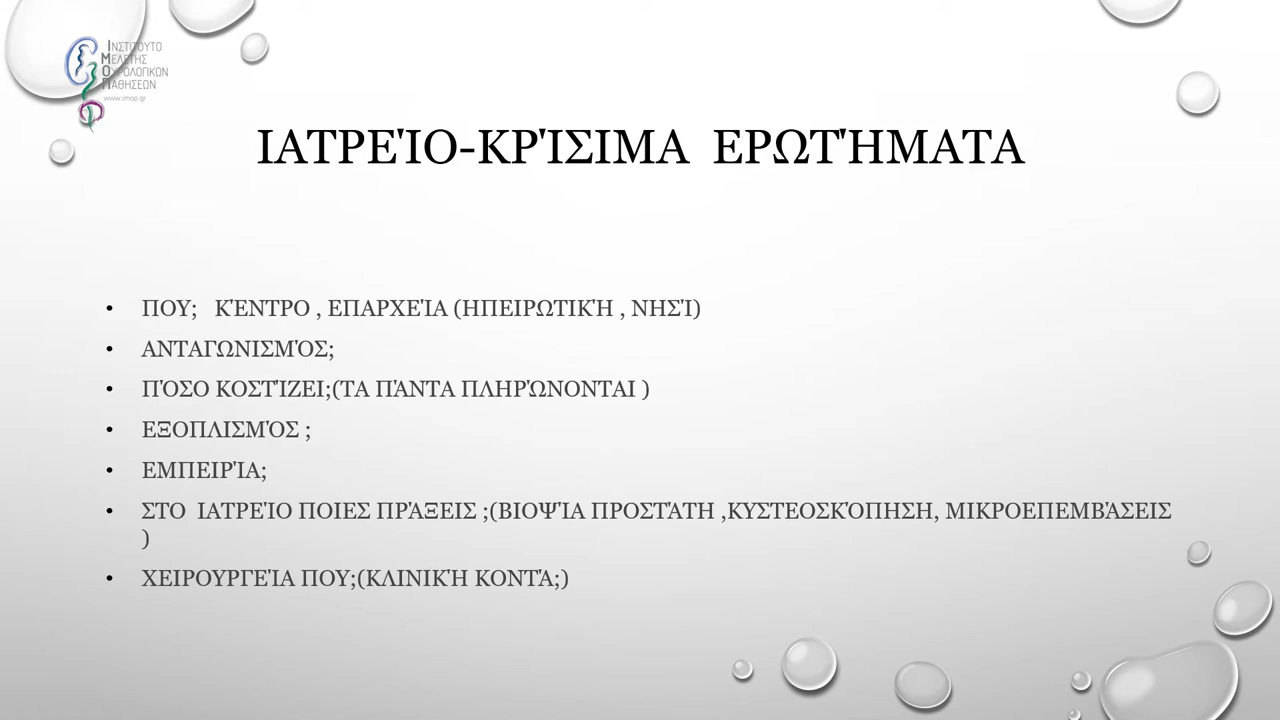 ΙΝΣΤΙΤΟΥΤΟ
ΜΕΛΕΤΗΣ
ΟΥΡΟΛΟΓΙΚΩΝ
ΠΑΘΗΣΕΩΝ
www.imop.gr
ΙΑΤΡΕΊΟ-ΚΡΊΣΙΜΑ ΕΡΩΤΉΜΑΤΑ
• ΠΟΥ; ΚΈΝΤΡΟ , ΕΠΑΡΧΕΊΑ (ΗΠΕΙΡΩΤΙΚΉ , ΝΗΣΊ)
• ΑΝΤΑΓΩΝΙΣΜΌΣ;
• ΠΌΣΟ ΚΟΣΤΊΖΕΙ;(ΤΑ ΠΆΝΤΑ ΠΛΗΡΏΝΟΝΤΑΙ )
• ΕΞΟΠΛΙΣΜΌΣ ;
• ΕΜΠΕΙΡΊΑ;
• ΣΤΟ ΙΑΤΡΕΊΟ ΠΟΙΕΣ ΠΡΆΞΕΙΣ ;(ΒΙΟΨΊΑ ΠΡΟΣΤΆΤΗ ,ΚΥΣΤΕΟΣΚΌΠΗΣΗ, ΜΙΚΡΟΕΠΕΜΒΆΣΕΙΣ
)
• ΧΕΙΡΟΥΡΓΕΊΑ ΠΟΥ;(ΚΛΙΝΙΚΉ ΚΟΝΤΆ;)